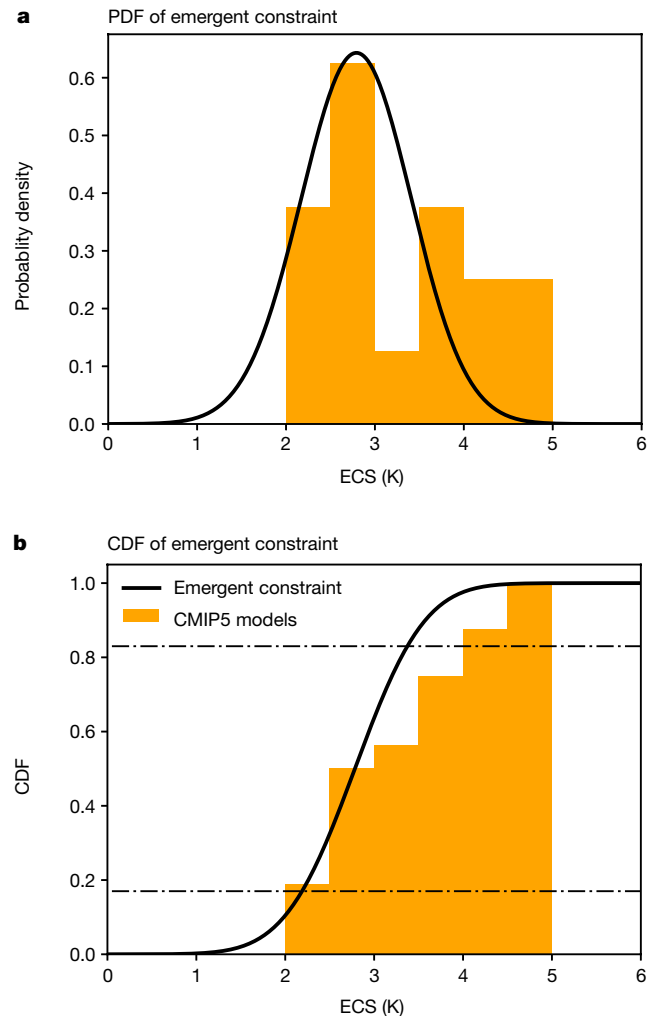 a
PDF of emergent constraint
Probablity density
0.6
0.5
0.4
0.3
0.2
0.1
0.0
0 1 2 3 4 5 6
ECS (K)
b
CDF of emergent constraint
Emergent constraint
CMIP5 models
CDF
1.0
0.8
0.6
0.4
0.2
0.0
0 1 2 3 4 5 6
ECS (K)